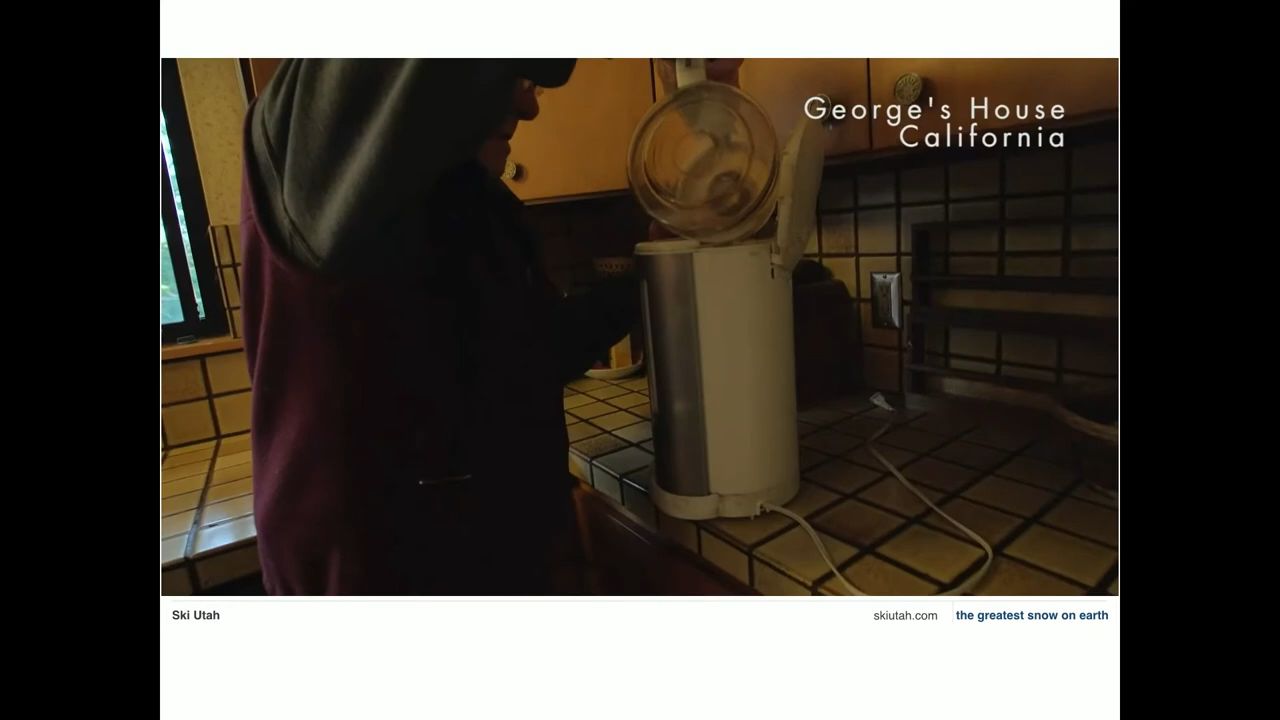 George's House
California
Ski Utah
skiutah.com
the greatest snow on earth